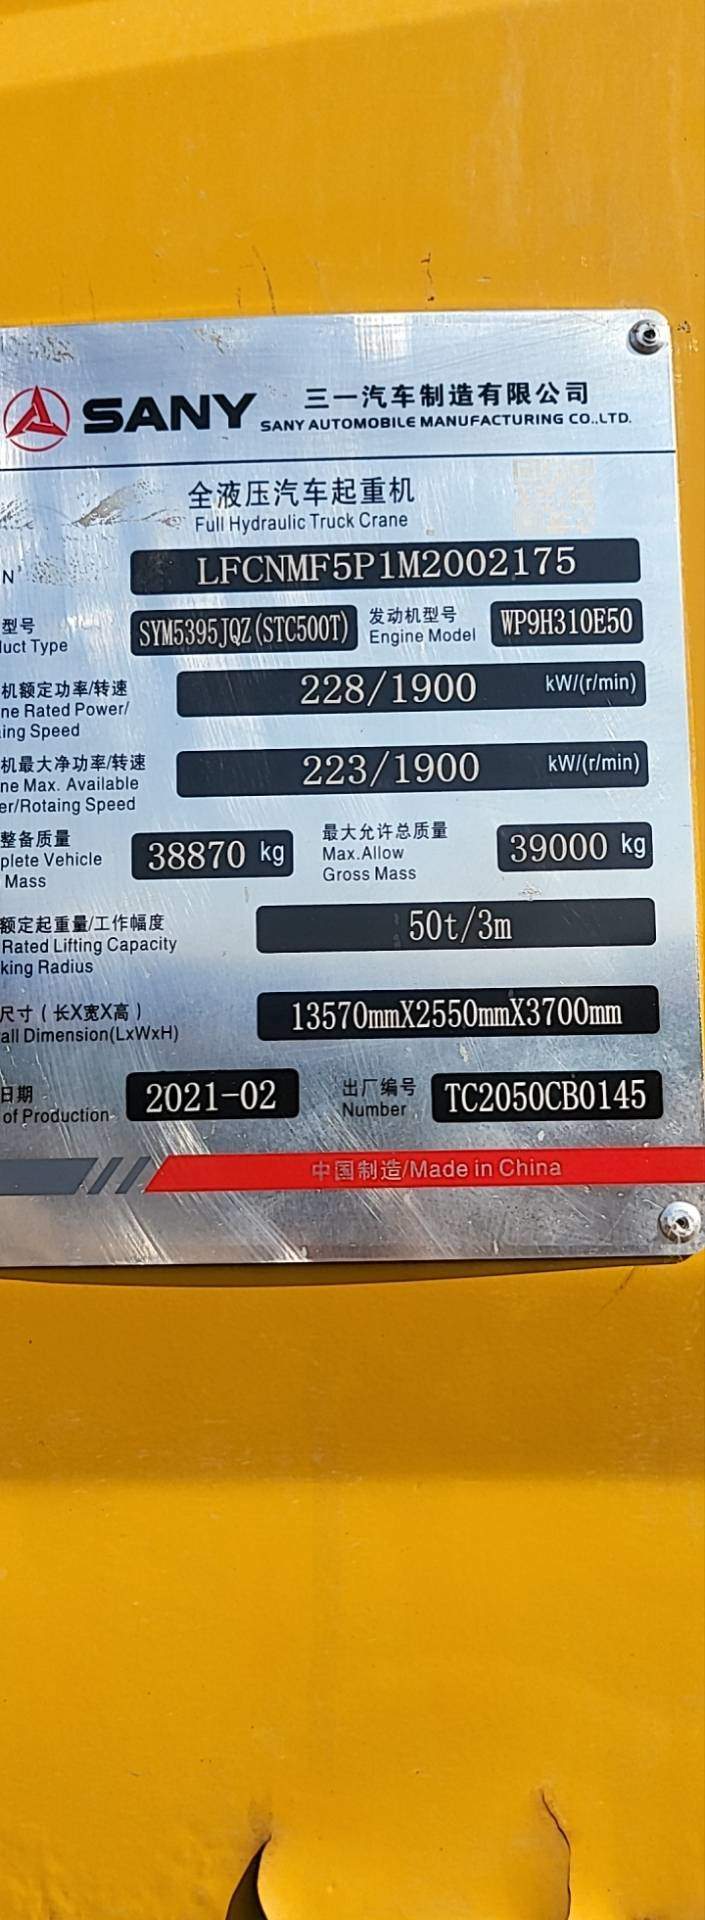 SANY 三一汽车制造有限公司
SANY AUTOMOBILE MANUFACTURING CO.,LTD.
全液压汽车起重机
Full Hydraulic Truck Crane
N LFCNMF5P1M2002175
型号 SYM5395JQZ(STC500T) 发动机型号 WP9H310E50
uct Type Engine Model
机额定功率/转速 228/1900 kW/(r/min)
ne Rated Power/
ing Speed
机最大净功率/转速 223/1900 kW/(r/min)
ne Max. Available
er/Rotaing Speed
整备质量 38870 kg 最大允许总质量 39000 kg
plete Vehicle Max.Allow
Mass Gross Mass
额定起重量/工作幅度 50t/3m
Rated Lifting Capacity
king Radius
尺寸（长X宽X高） 13570mmX2550mmX3700mm
all Dimension(LxWxH)
日期 2021-02 出厂编号 TC2050CB0145
of Production Number
中国制造/Made in China